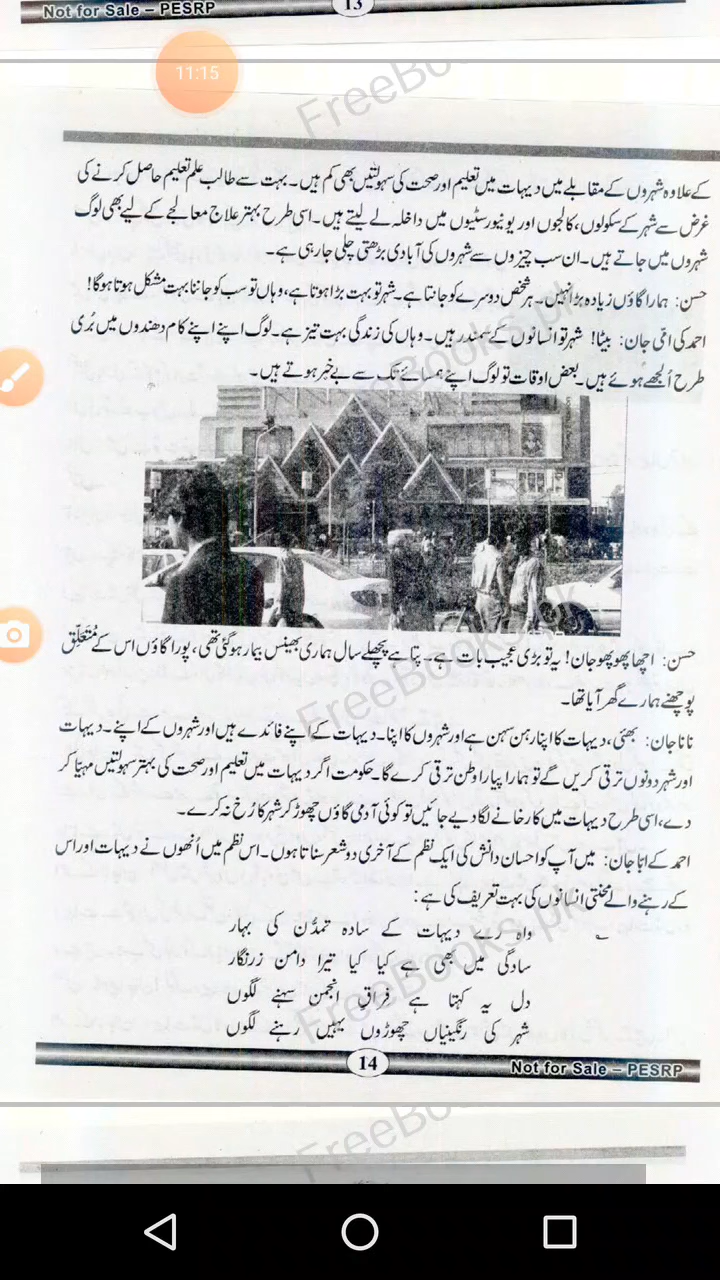 Not for Sale – PESRP
13
11:15
کے علاوہ شہروں کے مقابلے میں دیہات میں تعلیم اور صحت کی سہولتیں بھی کم ہیں۔ بہت سے طالب علم تعلیم حاصل کرنے کی
غرض سے شہر کے سکولوں، کالجوں اور یونیورسٹیوں میں داخلہ لے لیتے ہیں۔ اسی طرح بہتر علاج معالجے کے لیے بھی لوگ
شہروں میں جاتے ہیں۔ ان سب چیزوں سے شہروں کی آبادی بڑھتی چلی جا رہی ہے۔
حسن: ہمارا گاؤں زیادہ بڑا نہیں۔ ہر شخص دوسرے کو جانتا ہے۔ شہر تو بہت بڑا ہوتا ہے، وہاں تو سب کو جاننا بہت مشکل ہوتا ہوگا!
احمد کی امّی جان: بیٹا! شہر تو انسانوں کے سمندر ہیں۔ وہاں کی زندگی بہت تیز ہے۔ لوگ اپنے اپنے کام دھندوں میں بُری
طرح اُلجھے ہوئے ہیں۔ بعض اوقات تو لوگ اپنے ہمسائے تک سے بے خبر ہوتے ہیں۔
حسن: اچھا پھوپھو جان! یہ تو بڑی عجیب بات ہے۔ پتا ہے پچھلے سال ہماری بھینس بیمار ہو گئی تھی، پورا گاؤں اس کے مُتعلّق
پوچھنے ہمارے گھر آیا تھا۔
نانا جان: بھئی، دیہات کا اپنا رہن سہن ہے اور شہروں کا اپنا۔ دیہات کے اپنے فائدے ہیں اور شہروں کے اپنے۔ دیہات
اور شہر دونوں ترقی کریں گے تو ہمارا پیارا وطن ترقی کرے گا۔ حکومت اگر دیہات میں تعلیم اور صحت کی بہتر سہولتیں مہیّا کر
دے، اسی طرح دیہات میں کارخانے لگا دیے جائیں تو کوئی آدمی گاؤں چھوڑ کر شہر کا رُخ نہ کرے۔
احمد کے ابّا جان: میں آپ کو احسان دانش کی ایک نظم کے آخری دو شعر سناتا ہوں۔ اس نظم میں اُنھوں نے دیہات اور اس
کے رہنے والے محنتی انسانوں کی بہت تعریف کی ہے:
؎ واہ رے دیہات کے سادہ تمدّن کی بہار
سادگی میں بھی ہے کیا کیا تیرا دامن زرنگار
دل یہ کہتا ہے فراقِ انجمن سہنے لگوں
شہر کی رنگینیاں چھوڑوں یہیں رہنے لگوں
14
Not for Sale – PESRP
FreeBooks.pk